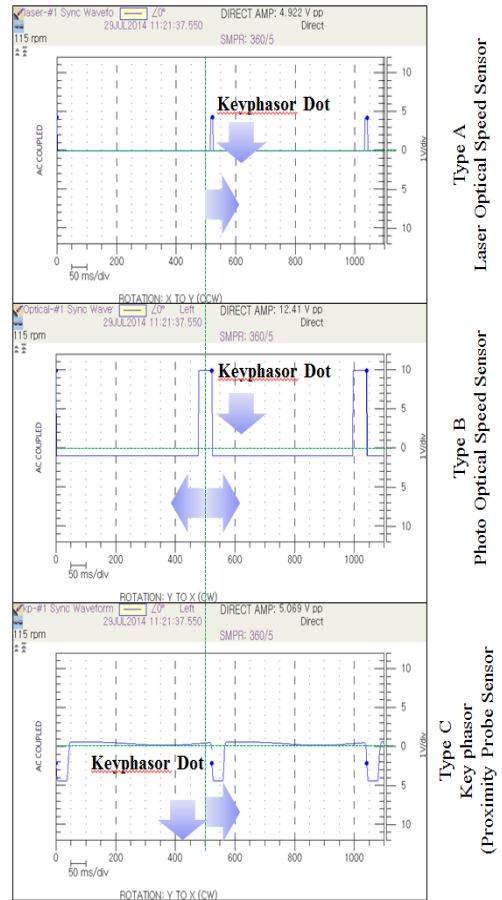 laser-#1 Sync Wavefo ∠0° DIRECT AMP: 4.922 V pp
29JUL2014 11:21:37.550 Direct
115 rpm SMPR: 360/5
Keyphasor Dot
AC COUPLED
10
5
0
5
10
1V/div
0 200 400 600 800 1000
50 ms/div
ROTATION: X TO Y (CCW)
Type A
Laser Optical Speed Sensor
Optical-#1 Sync Wave ∠0° Left DIRECT AMP: 12.41 V pp
29JUL2014 11:21:37.550 Direct
115 rpm SMPR: 360/5
Keyphasor Dot
AC COUPLED
10
5
0
5
10
1V/div
0 200 400 600 800 1000
50 ms/div
ROTATION: Y TO X (CW)
Type B
Photo Optical Speed Sensor
kp-#1 Sync Waveform ∠0° Left DIRECT AMP: 5.069 V pp
29JUL2014 11:21:37.550 Direct
115 rpm SMPR: 360/5
Keyphasor Dot
AC COUPLED
10
5
0
5
10
1V/div
0 200 400 600 800 1000
50 ms/div
ROTATION: Y TO X (CW)
Type C
Key phasor
(Proximity Probe Sensor